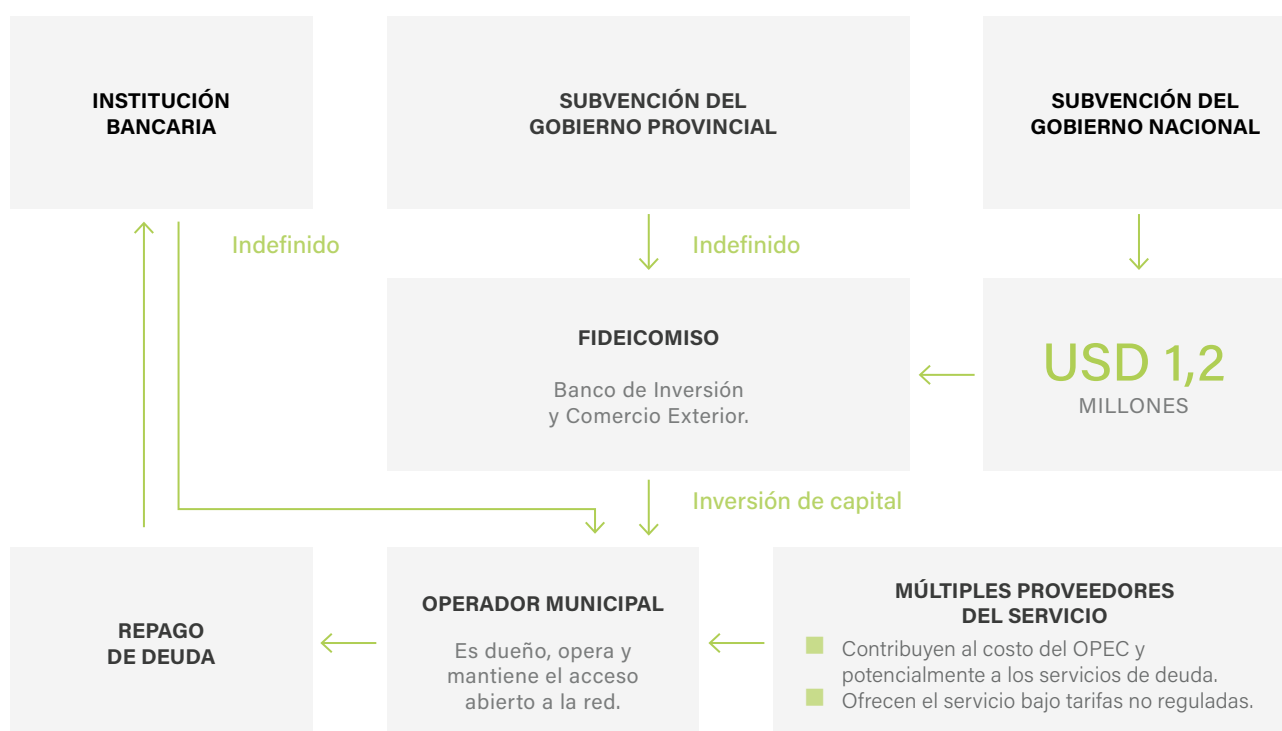 INSTITUCIÓN
BANCARIA
SUBVENCIÓN DEL
GOBIERNO PROVINCIAL
SUBVENCIÓN DEL
GOBIERNO NACIONAL
Indefinido
Indefinido
FIDEICOMISO
Banco de Inversión
y Comercio Exterior.
USD 1,2
MILLONES
Inversión de capital
REPAGO
DE DEUDA
OPERADOR MUNICIPAL
Es dueño, opera y
mantiene el acceso
abierto a la red.
MÚLTIPLES PROVEEDORES
DEL SERVICIO
Contribuyen al costo del OPEC y
potencialmente a los servicios de deuda.
Ofrecen el servicio bajo tarifas no reguladas.